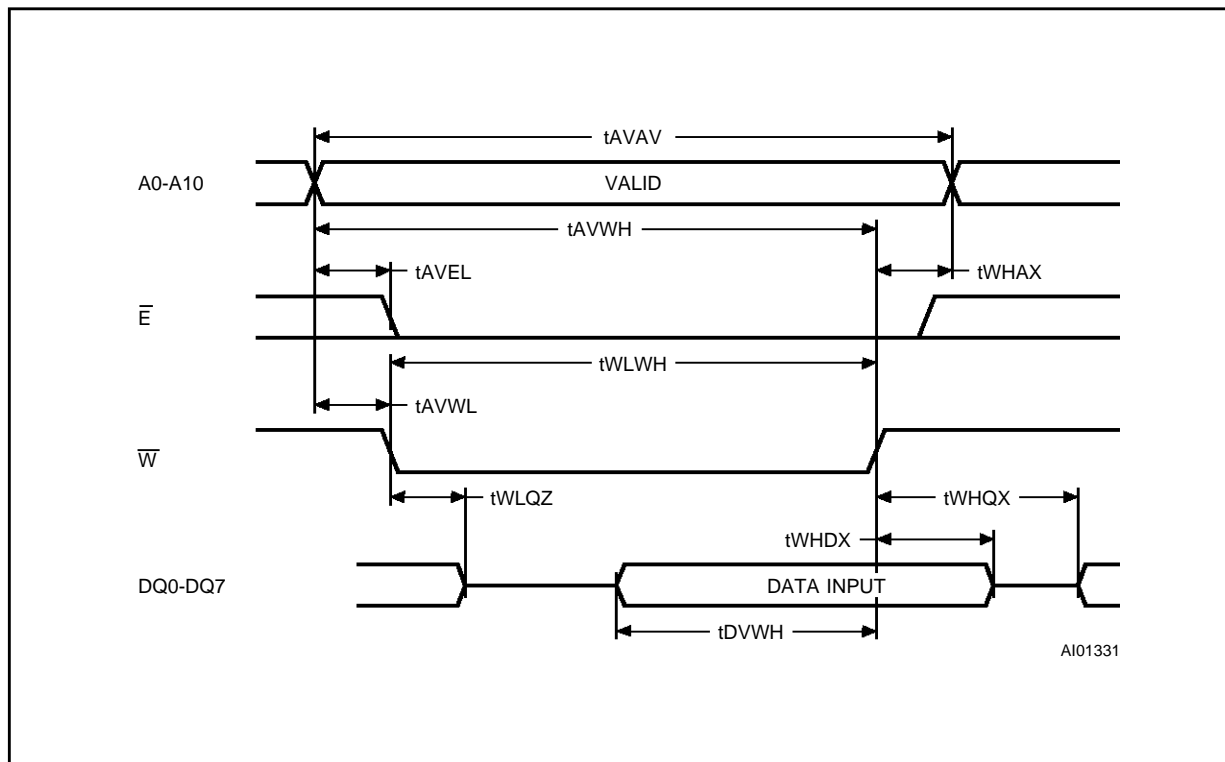 tAVAV
A0-A10
VALID
tAVWH
tAVEL
tWHAX
E̅
tWLWH
tAVWL
W̅
tWLQZ
tWHQX
tWHDX
DQ0-DQ7
DATA INPUT
tDVWH
AI01331